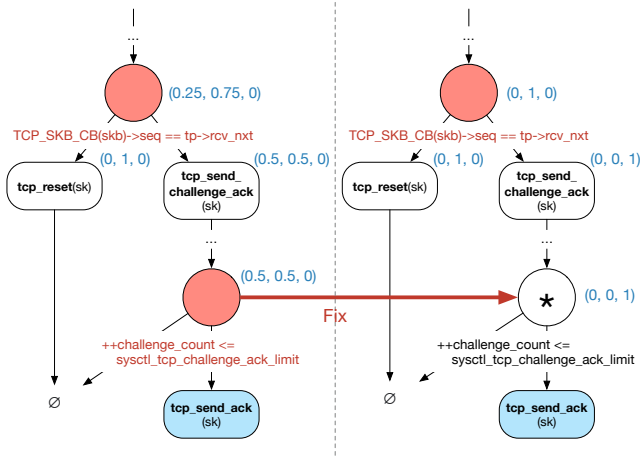 ...
(0.25, 0.75, 0)
TCP_SKB_CB(skb)->seq == tp->rcv_nxt
(0, 1, 0)
(0.5, 0.5, 0)
tcp_reset(sk)
tcp_send_
challenge_ack
(sk)
...
(0.5, 0.5, 0)
++challenge_count <=
sysctl_tcp_challenge_ack_limit
∅
tcp_send_ack
(sk)
Fix
...
(0, 1, 0)
TCP_SKB_CB(skb)->seq == tp->rcv_nxt
(0, 1, 0)
(0, 0, 1)
tcp_reset(sk)
tcp_send_
challenge_ack
(sk)
...
*
(0, 0, 1)
++challenge_count <=
sysctl_tcp_challenge_ack_limit
∅
tcp_send_ack
(sk)